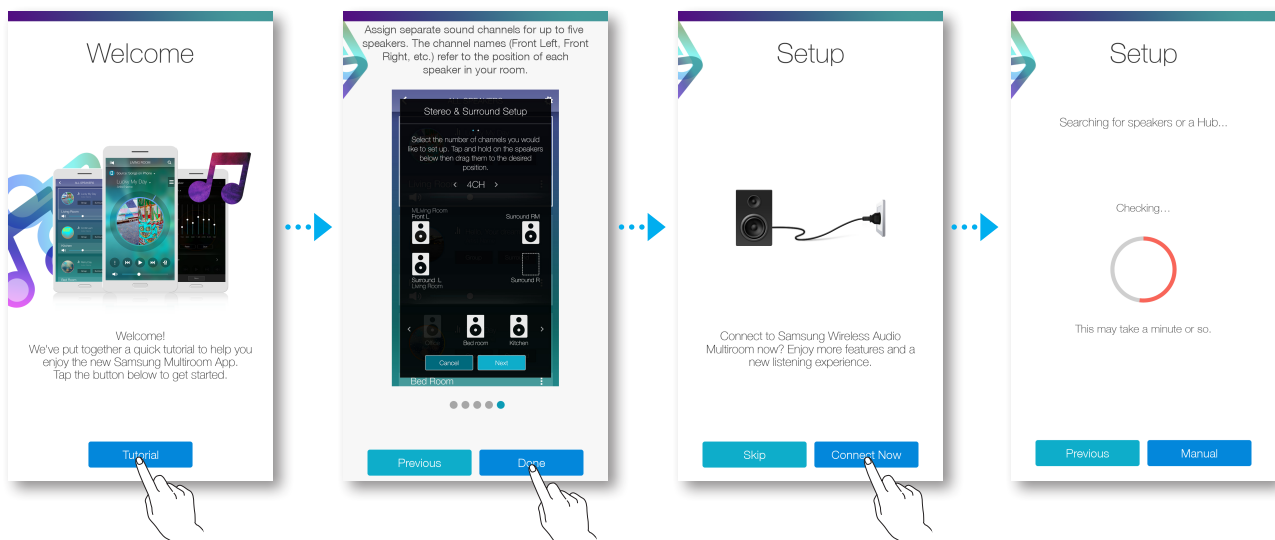 Welcome
Welcome!
We've put together a quick tutorial to help you
enjoy the new Samsung Multiroom App.
Tap the button below to get started.
Tutorial
Assign separate sound channels for up to five
speakers. The channel names (Front Left, Front
Right, etc.) refer to the position of each
speaker in your room.
Stereo & Surround Setup
Select the number of channels you would
like to set up. Tap and hold on the speakers
below then drag them to the desired
position.
< 4CH >
MLiving Room
Front L
Surround RM
Surround L
Living Room
Surround R
Office
Bed room
Kitchen
Cancel
Next
Bed Room
Previous
Done
Setup
Connect to Samsung Wireless Audio
Multiroom now? Enjoy more features and a
new listening experience.
Skip
Connect Now
Setup
Searching for speakers or a Hub...
Checking...
This may take a minute or so.
Previous
Manual